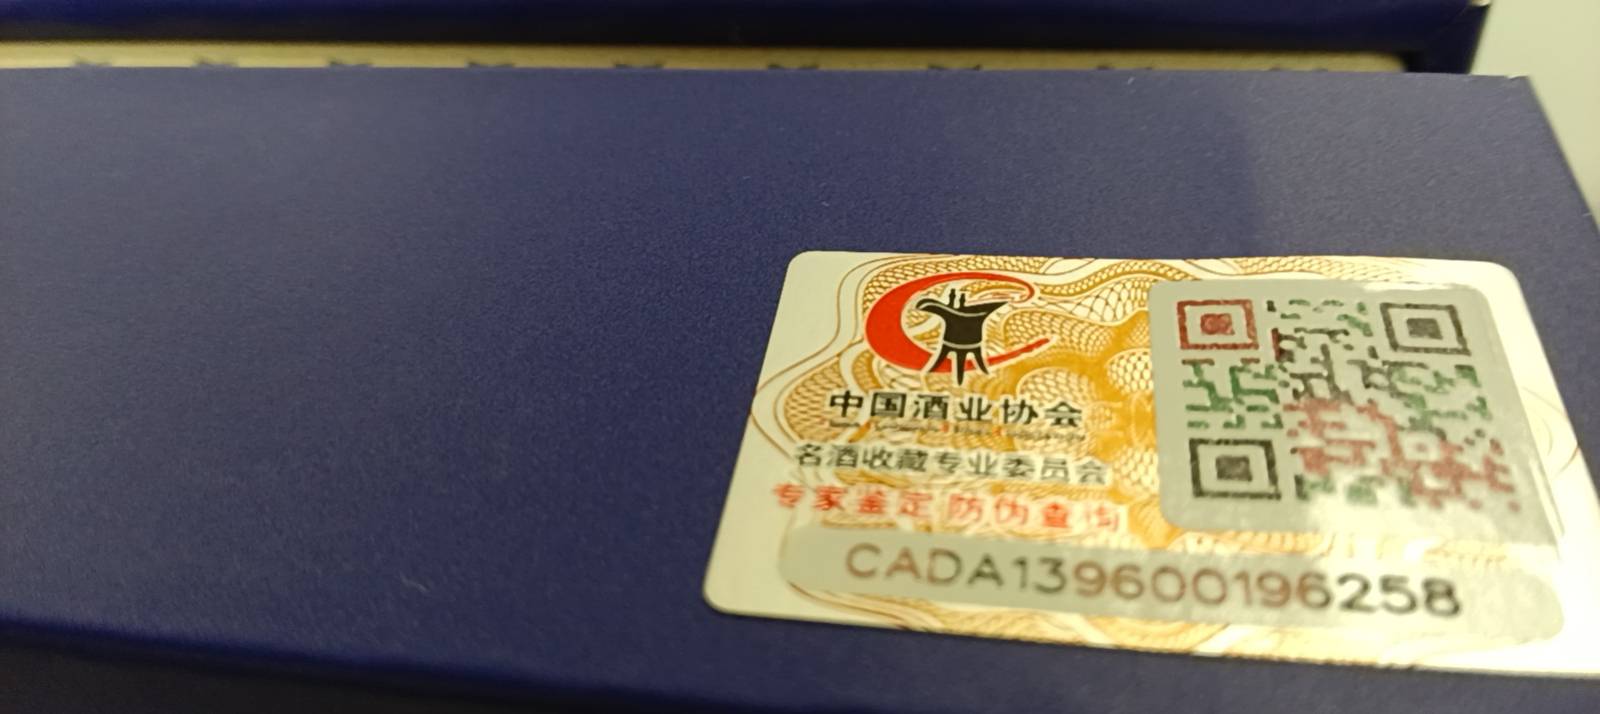 中国酒业协会
名酒收藏专业委员会
专家鉴定 防伪查询
CADA139600196258